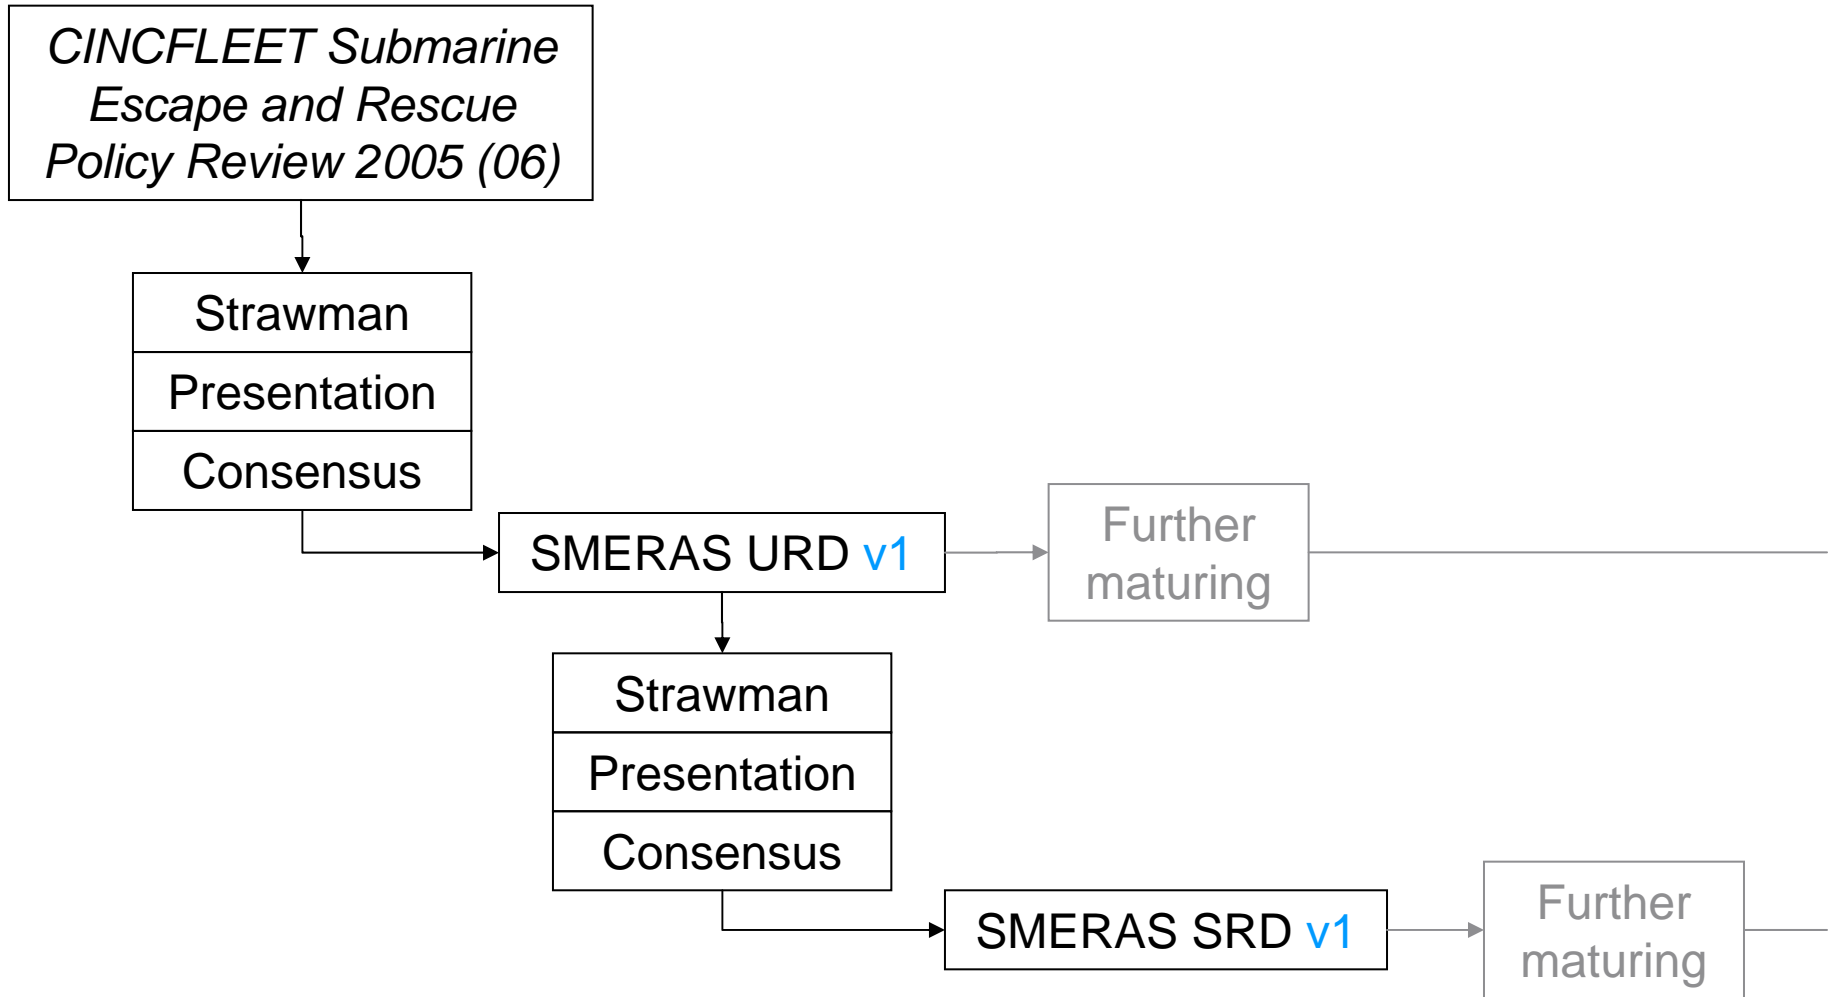 CINCFLEET Submarine
Escape and Rescue
Policy Review 2005 (06)
Strawman
Presentation
Consensus
SMERAS URD v1
Further
maturing
Strawman
Presentation
Consensus
SMERAS SRD v1
Further
maturing